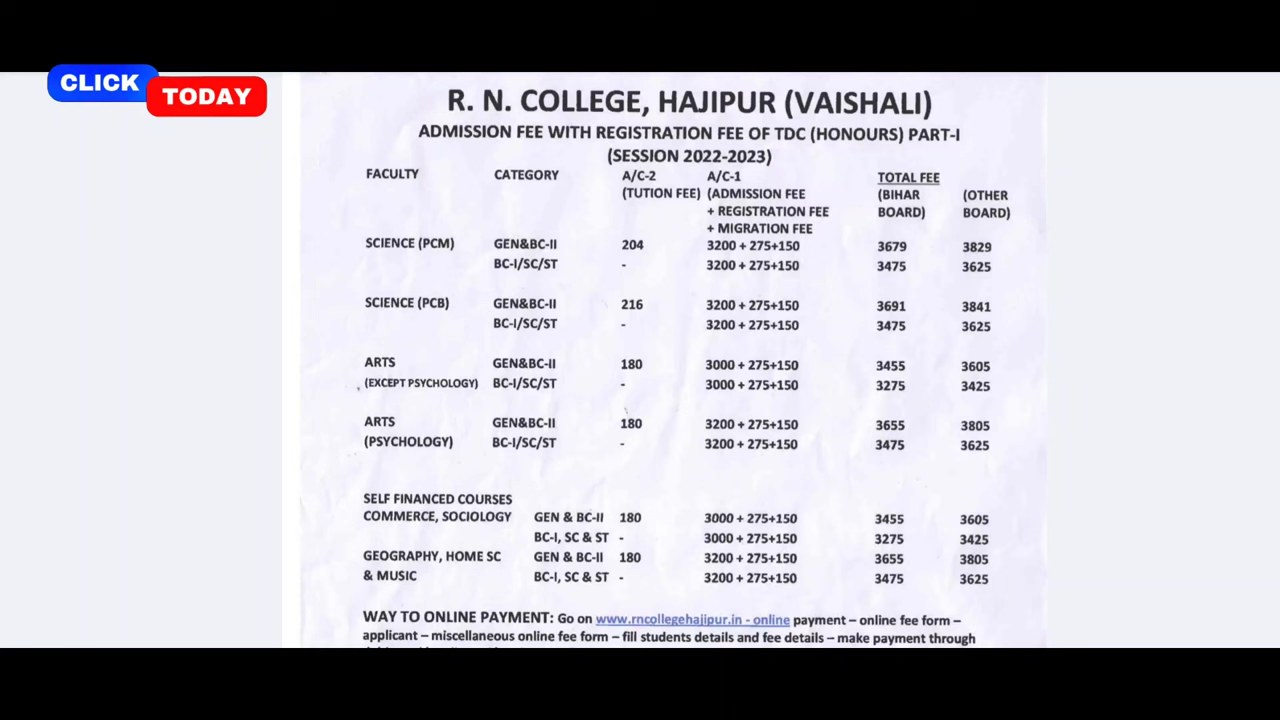 CLICK
TODAY
R. N. COLLEGE, HAJIPUR (VAISHALI)
ADMISSION FEE WITH REGISTRATION FEE OF TDC (HONOURS) PART-I
(SESSION 2022-2023)
FACULTY CATEGORY A/C-2 A/C-1 TOTAL FEE
(TUTION FEE) (ADMISSION FEE (BIHAR (OTHER
+ REGISTRATION FEE BOARD) BOARD)
+ MIGRATION FEE
SCIENCE (PCM) GEN&BC-II 204 3200 + 275+150 3679 3829
BC-I/SC/ST - 3200 + 275+150 3475 3625
SCIENCE (PCB) GEN&BC-II 216 3200 + 275+150 3691 3841
BC-I/SC/ST - 3200 + 275+150 3475 3625
ARTS GEN&BC-II 180 3000 + 275+150 3455 3605
(EXCEPT PSYCHOLOGY) BC-I/SC/ST - 3000 + 275+150 3275 3425
ARTS GEN&BC-II 180 3200 + 275+150 3655 3805
(PSYCHOLOGY) BC-I/SC/ST - 3200 + 275+150 3475 3625
SELF FINANCED COURSES
COMMERCE, SOCIOLOGY GEN & BC-II 180 3000 + 275+150 3455 3605
BC-I, SC & ST - 3000 + 275+150 3275 3425
GEOGRAPHY, HOME SC GEN & BC-II 180 3200 + 275+150 3655 3805
& MUSIC BC-I, SC & ST - 3200 + 275+150 3475 3625
WAY TO ONLINE PAYMENT: Go on www.rncollegehajipur.in - online payment – online fee form –
applicant – miscellaneous online fee form – fill students details and fee details – make payment through